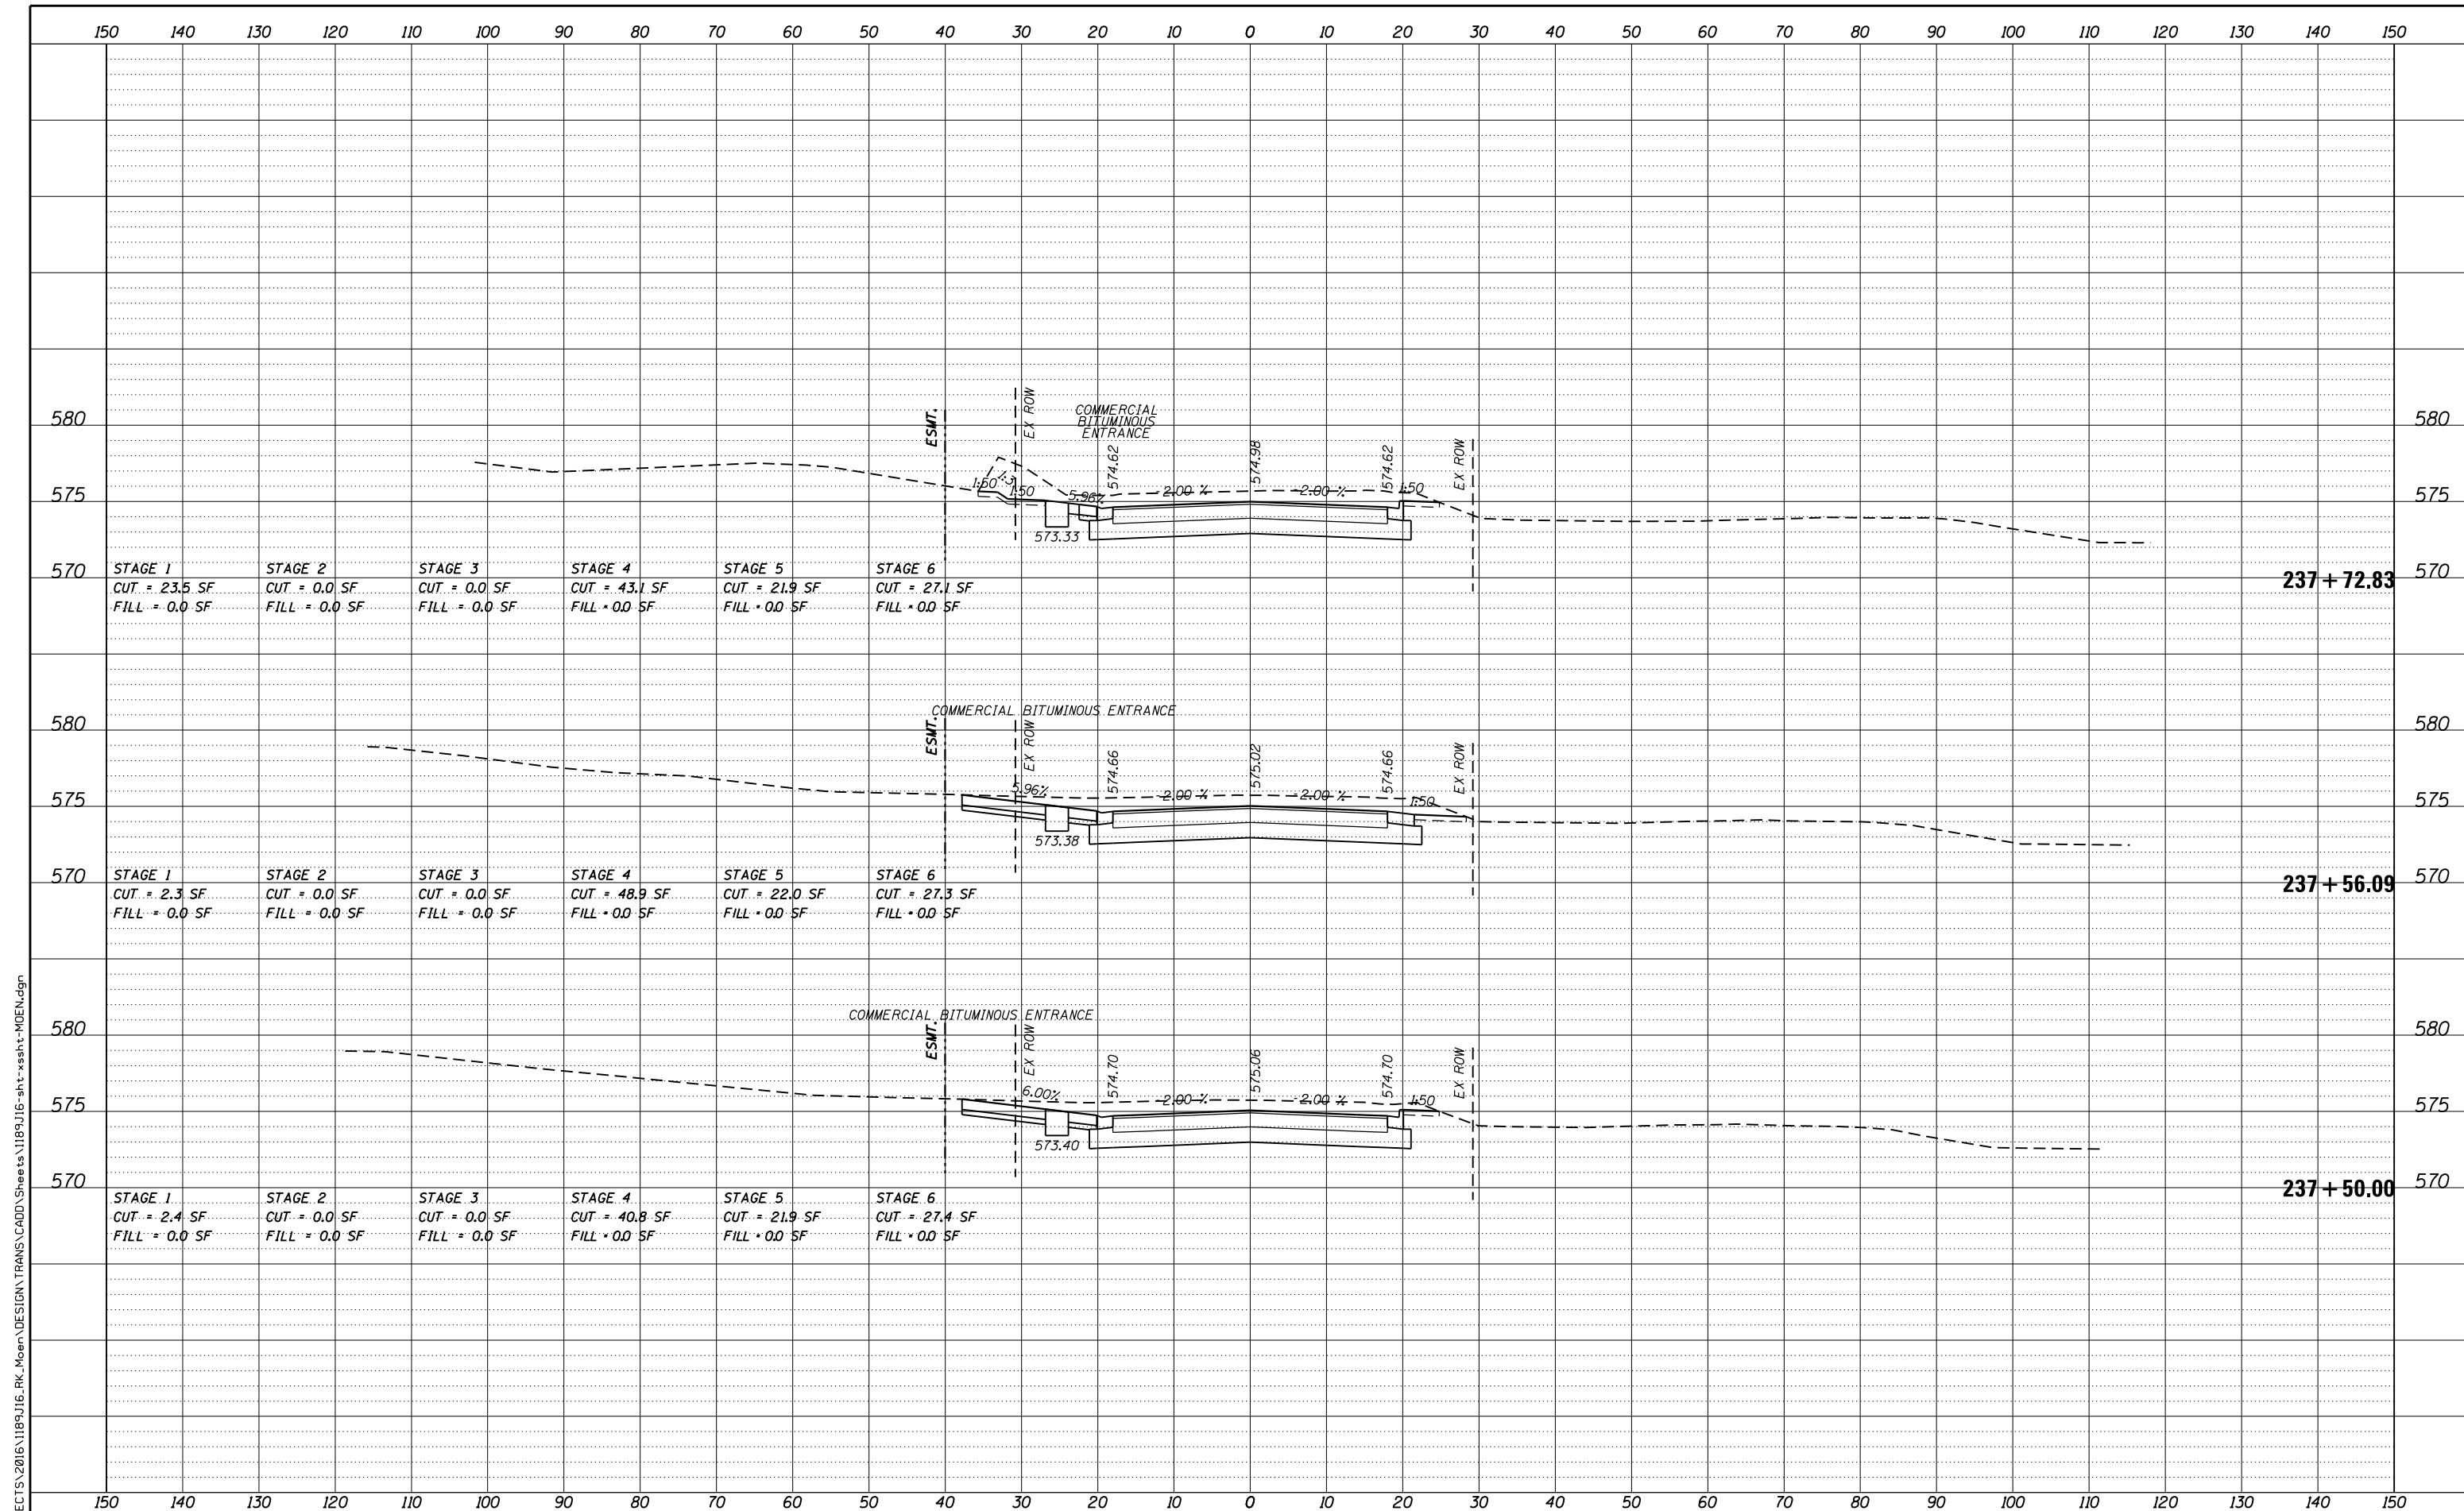 150 140 130 120 110 100 90 80 70 60 50 40 30 20 10 0 10 20 30 40 50 60 70 80 90 100 110 120 130 140 150
580 580
575 575
570 570
ESMT.
EX ROW
COMMERCIAL
BITUMINOUS
ENTRANCE
574.62
574.98
574.62
EX ROW
1:50
1:3
1:50
5.96%
-2.00 %
-2.00 %
1:50
573.33
STAGE 1 STAGE 2 STAGE 3 STAGE 4 STAGE 5 STAGE 6
CUT = 23.5 SF CUT = 0.0 SF CUT = 0.0 SF CUT = 43.1 SF CUT = 21.9 SF CUT = 27.1 SF
FILL = 0.0 SF FILL = 0.0 SF FILL = 0.0 SF FILL = 0.0 SF FILL = 0.0 SF FILL = 0.0 SF
237+72.83
580 580
575 575
570 570
COMMERCIAL BITUMINOUS ENTRANCE
ESMT.
EX ROW
574.66
575.02
574.66
EX ROW
5.96%
-2.00 %
-2.00 %
1:50
573.38
STAGE 1 STAGE 2 STAGE 3 STAGE 4 STAGE 5 STAGE 6
CUT = 2.3 SF CUT = 0.0 SF CUT = 0.0 SF CUT = 48.9 SF CUT = 22.0 SF CUT = 27.3 SF
FILL = 0.0 SF FILL = 0.0 SF FILL = 0.0 SF FILL = 0.0 SF FILL = 0.0 SF FILL = 0.0 SF
237+56.09
580 580
575 575
570 570
COMMERCIAL BITUMINOUS ENTRANCE
ESMT.
EX ROW
574.70
575.06
574.70
EX ROW
6.00%
-2.00 %
-2.00 %
1:50
573.40
STAGE 1 STAGE 2 STAGE 3 STAGE 4 STAGE 5 STAGE 6
CUT = 2.4 SF CUT = 0.0 SF CUT = 0.0 SF CUT = 40.8 SF CUT = 21.9 SF CUT = 27.4 SF
FILL = 0.0 SF FILL = 0.0 SF FILL = 0.0 SF FILL = 0.0 SF FILL = 0.0 SF FILL = 0.0 SF
237+50.00
150 140 130 120 110 100 90 80 70 60 50 40 30 20 10 0 10 20 30 40 50 60 70 80 90 100 110 120 130 140 150
ECTS\2016\1189J16_RK_Moen\DESIGN\TRANS\CADD\Sheets\1189J16-sht-xssht-MOEN.dgn